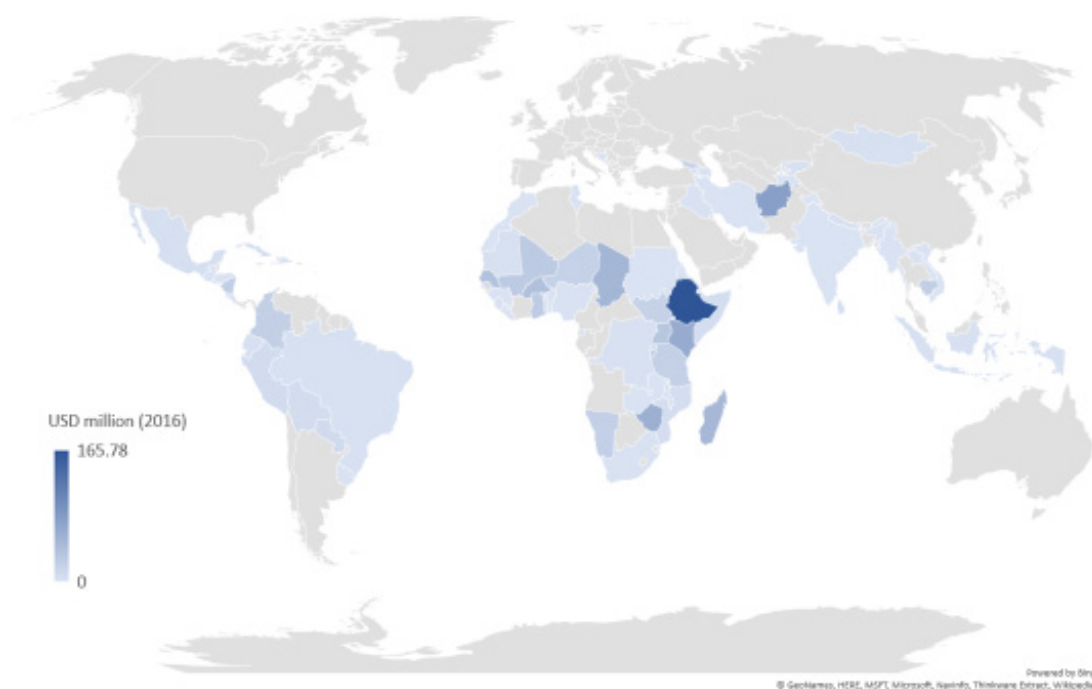 USD million (2016)
165.78
0
Powered by Bing
© GeoNames, HERE, MSFT, Microsoft, NavInfo, Thinkware Extract, Wikipedia